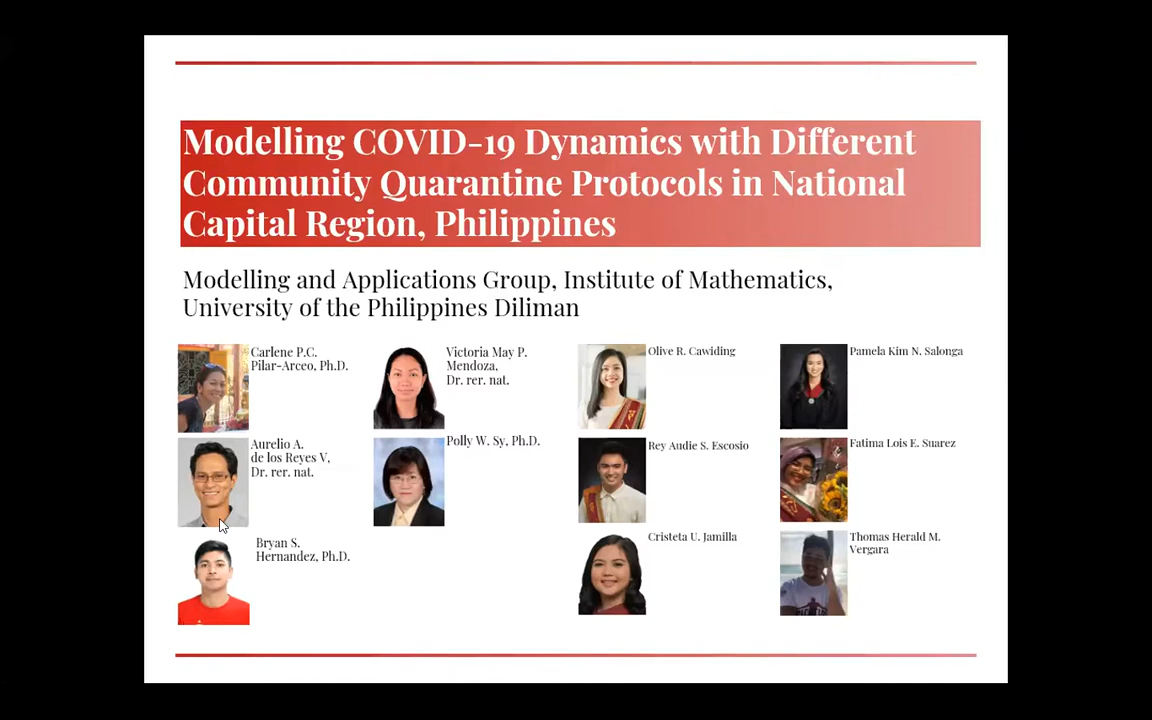 Modelling COVID-19 Dynamics with Different
Community Quarantine Protocols in National
Capital Region, Philippines
Modelling and Applications Group, Institute of Mathematics,
University of the Philippines Diliman
Carlene P.C.
Pilar-Arceo, Ph.D.
Victoria May P.
Mendoza,
Dr. rer. nat.
Olive R. Cawiding
Pamela Kim N. Salonga
Aurelio A.
de los Reyes V,
Dr. rer. nat.
Polly W. Sy, Ph.D.
Rey Audie S. Escosio
Fatima Lois E. Suarez
Bryan S.
Hernandez, Ph.D.
Cristeta U. Jamilla
Thomas Herald M.
Vergara